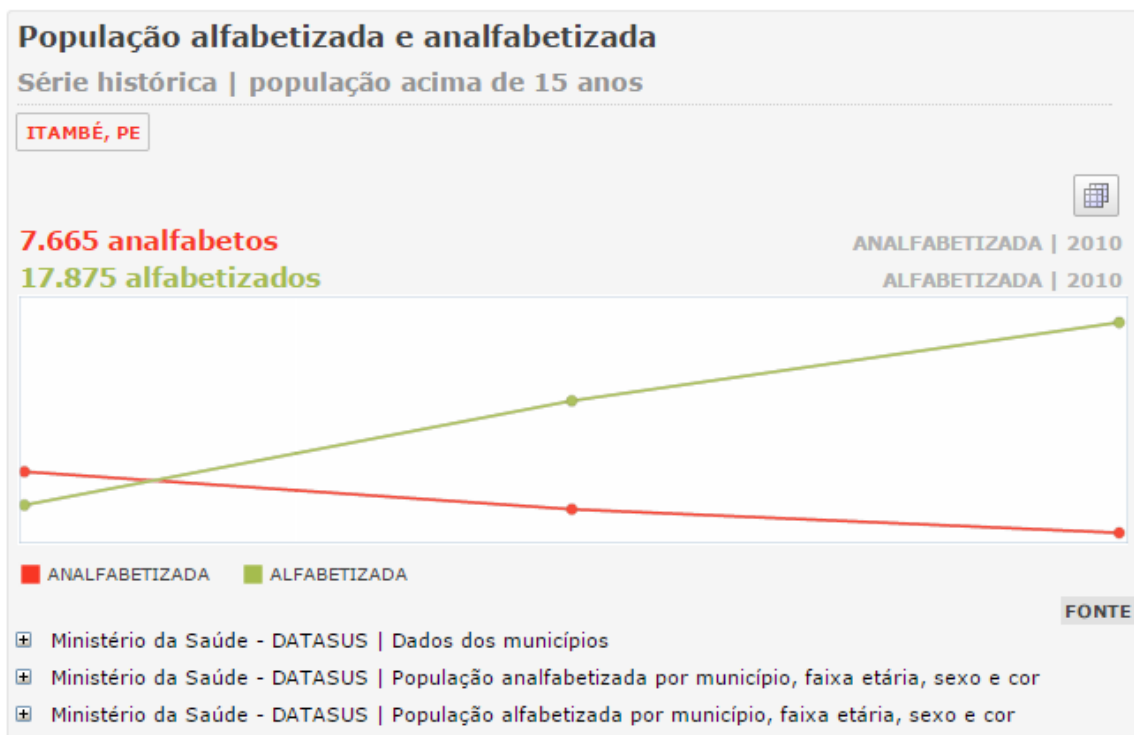 População alfabetizada e analfabetizada
Série histórica | população acima de 15 anos
ITAMBÉ, PE
7.665 analfabetos
ANALFABETIZADA | 2010
17.875 alfabetizados
ALFABETIZADA | 2010
ANALFABETIZADA ALFABETIZADA
FONTE
Ministério da Saúde - DATASUS | Dados dos municípios
Ministério da Saúde - DATASUS | População analfabetizada por município, faixa etária, sexo e cor
Ministério da Saúde - DATASUS | População alfabetizada por município, faixa etária, sexo e cor